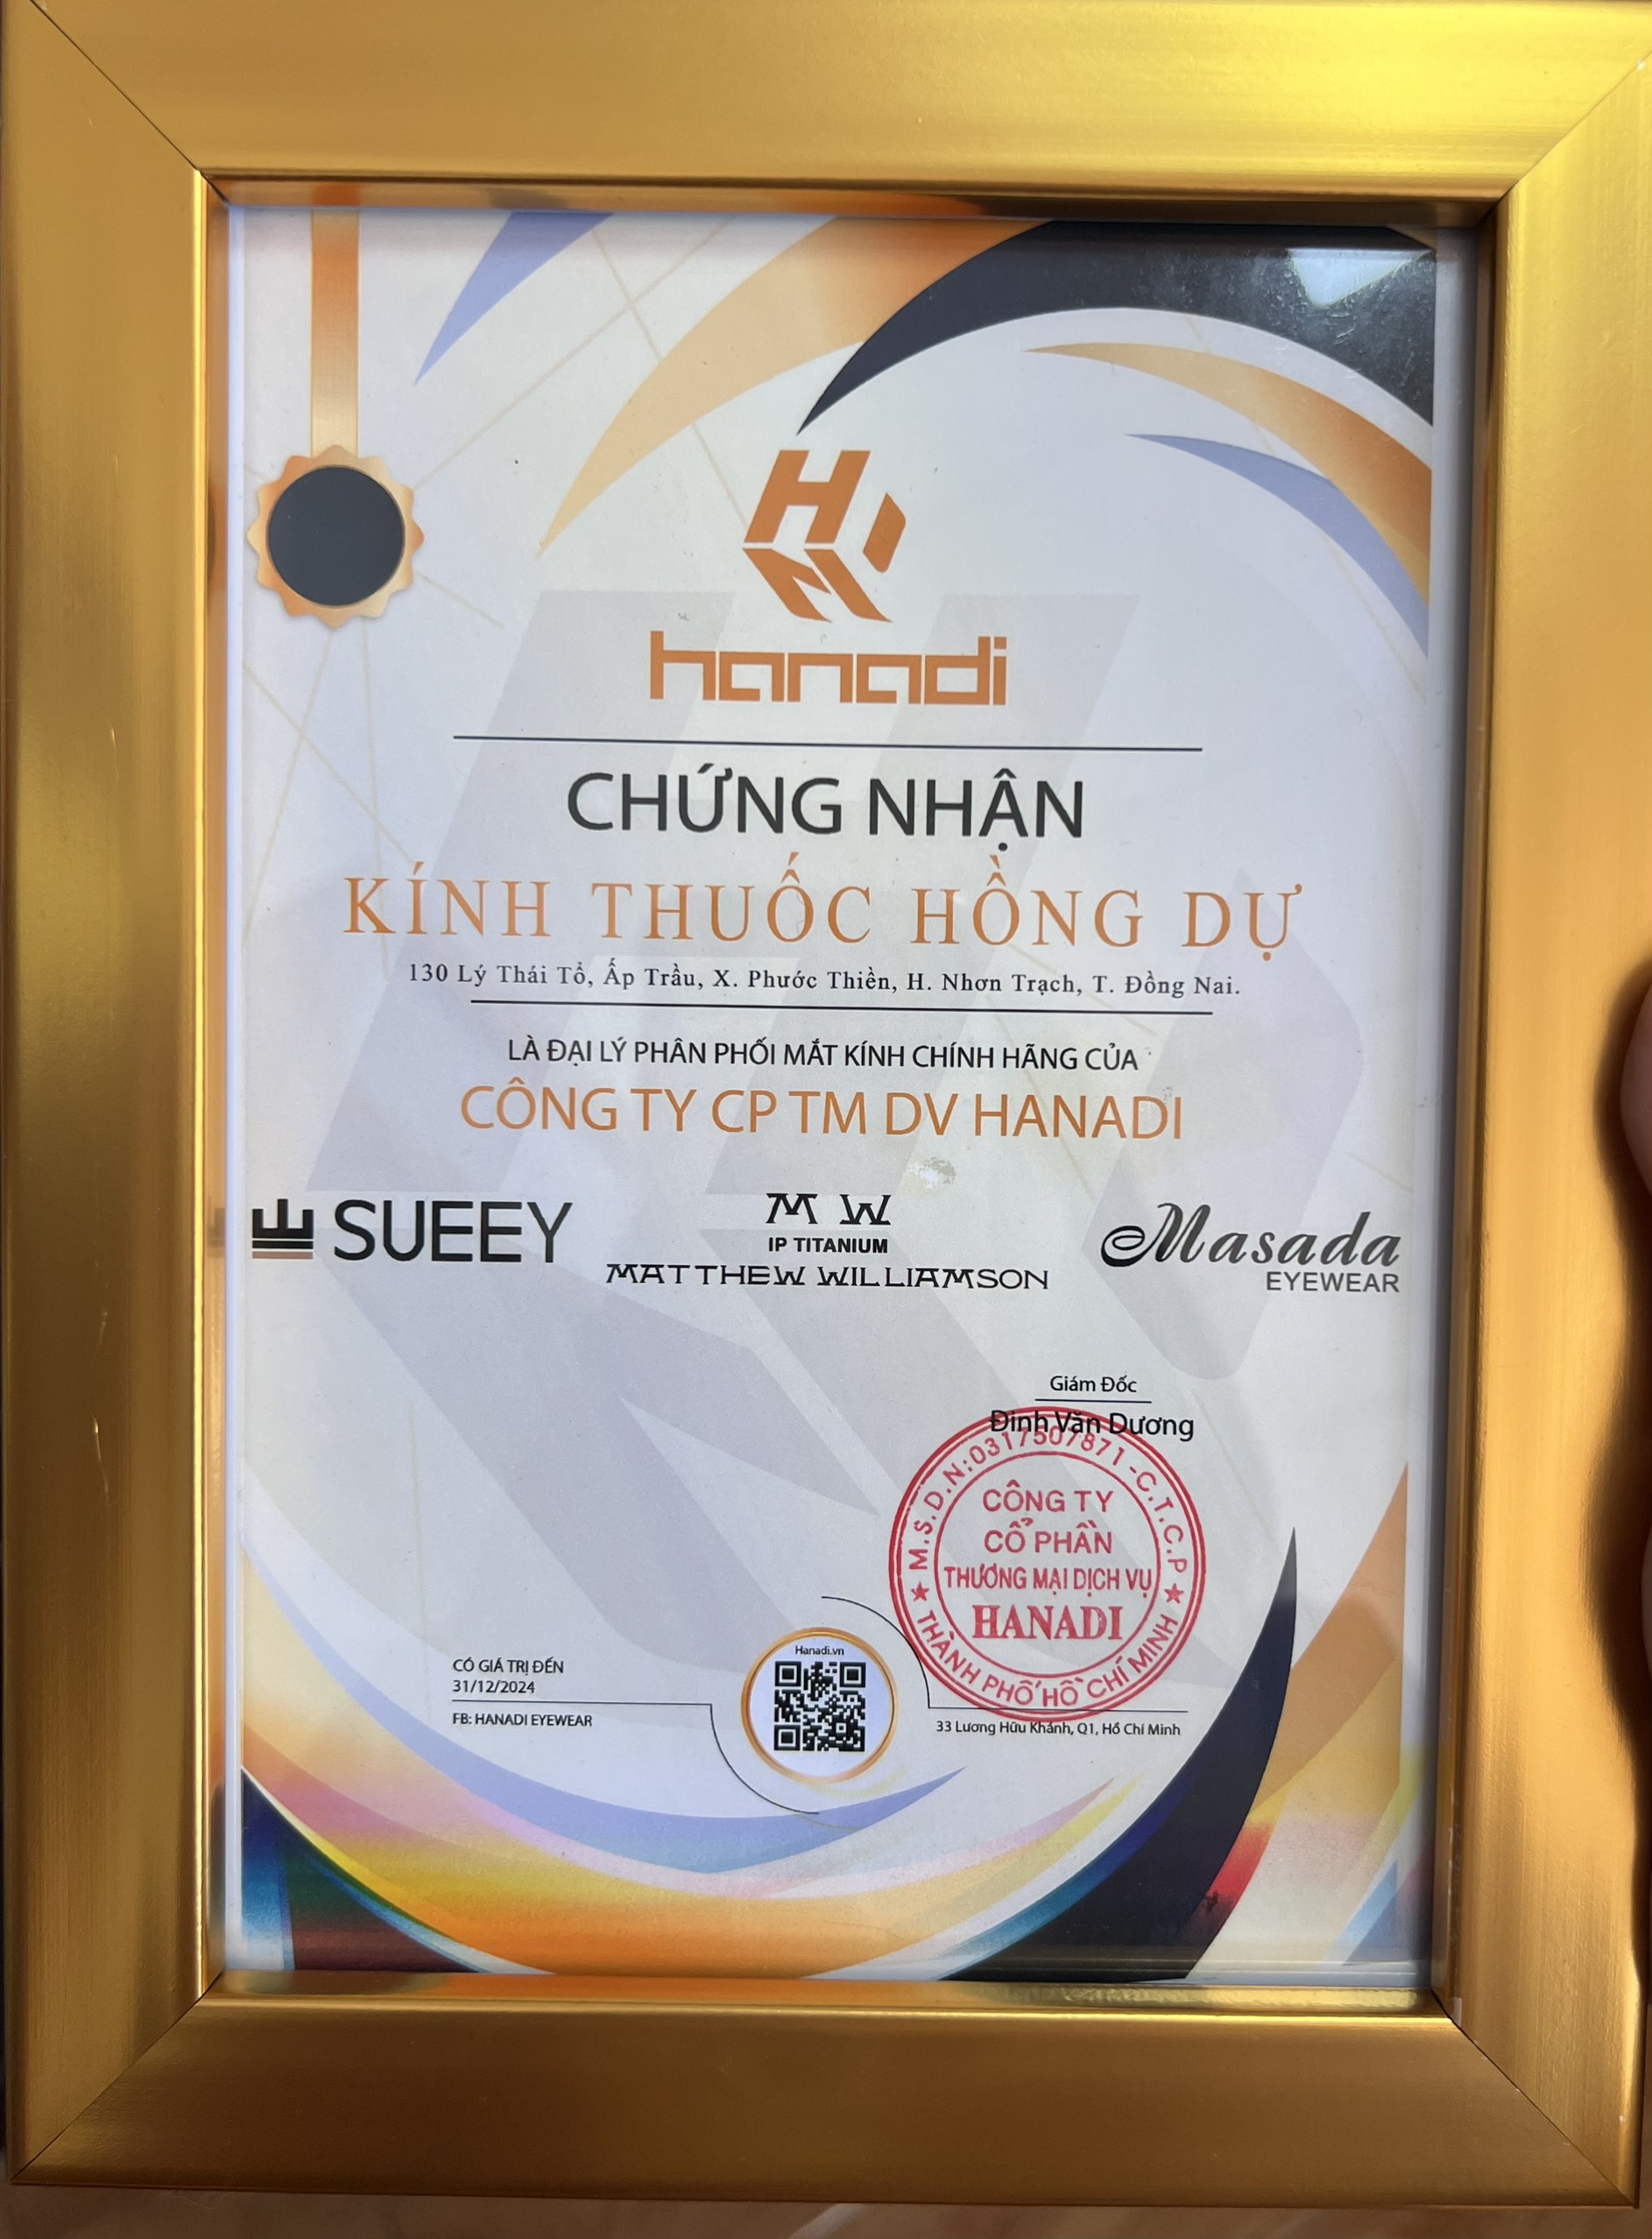 HN
hanadi
CHỨNG NHẬN
KÍNH THUỐC HỒNG DỰ
130 Lý Thái Tổ, Ấp Trầu, X. Phước Thiền, H. Nhơn Trạch, T. Đồng Nai.
LÀ ĐẠI LÝ PHÂN PHỐI MẮT KÍNH CHÍNH HÃNG CỦA
CÔNG TY CP TM DV HANADI
SUEEY
M W
IP TITANIUM
MATTHEW WILLIAMSON
Masada
EYEWEAR
Giám Đốc
Đinh Văn Dương
M.S.D.N:0317507871-C.T.C.P
CÔNG TY
CỔ PHẦN
THƯƠNG MẠI DỊCH VỤ
HANADI
THÀNH PHỐ HỒ CHÍ MINH
CÓ GIÁ TRỊ ĐẾN
31/12/2024
FB: HANADI EYEWEAR
Hanadi.vn
33 Lương Hữu Khánh, Q1, Hồ Chí Minh